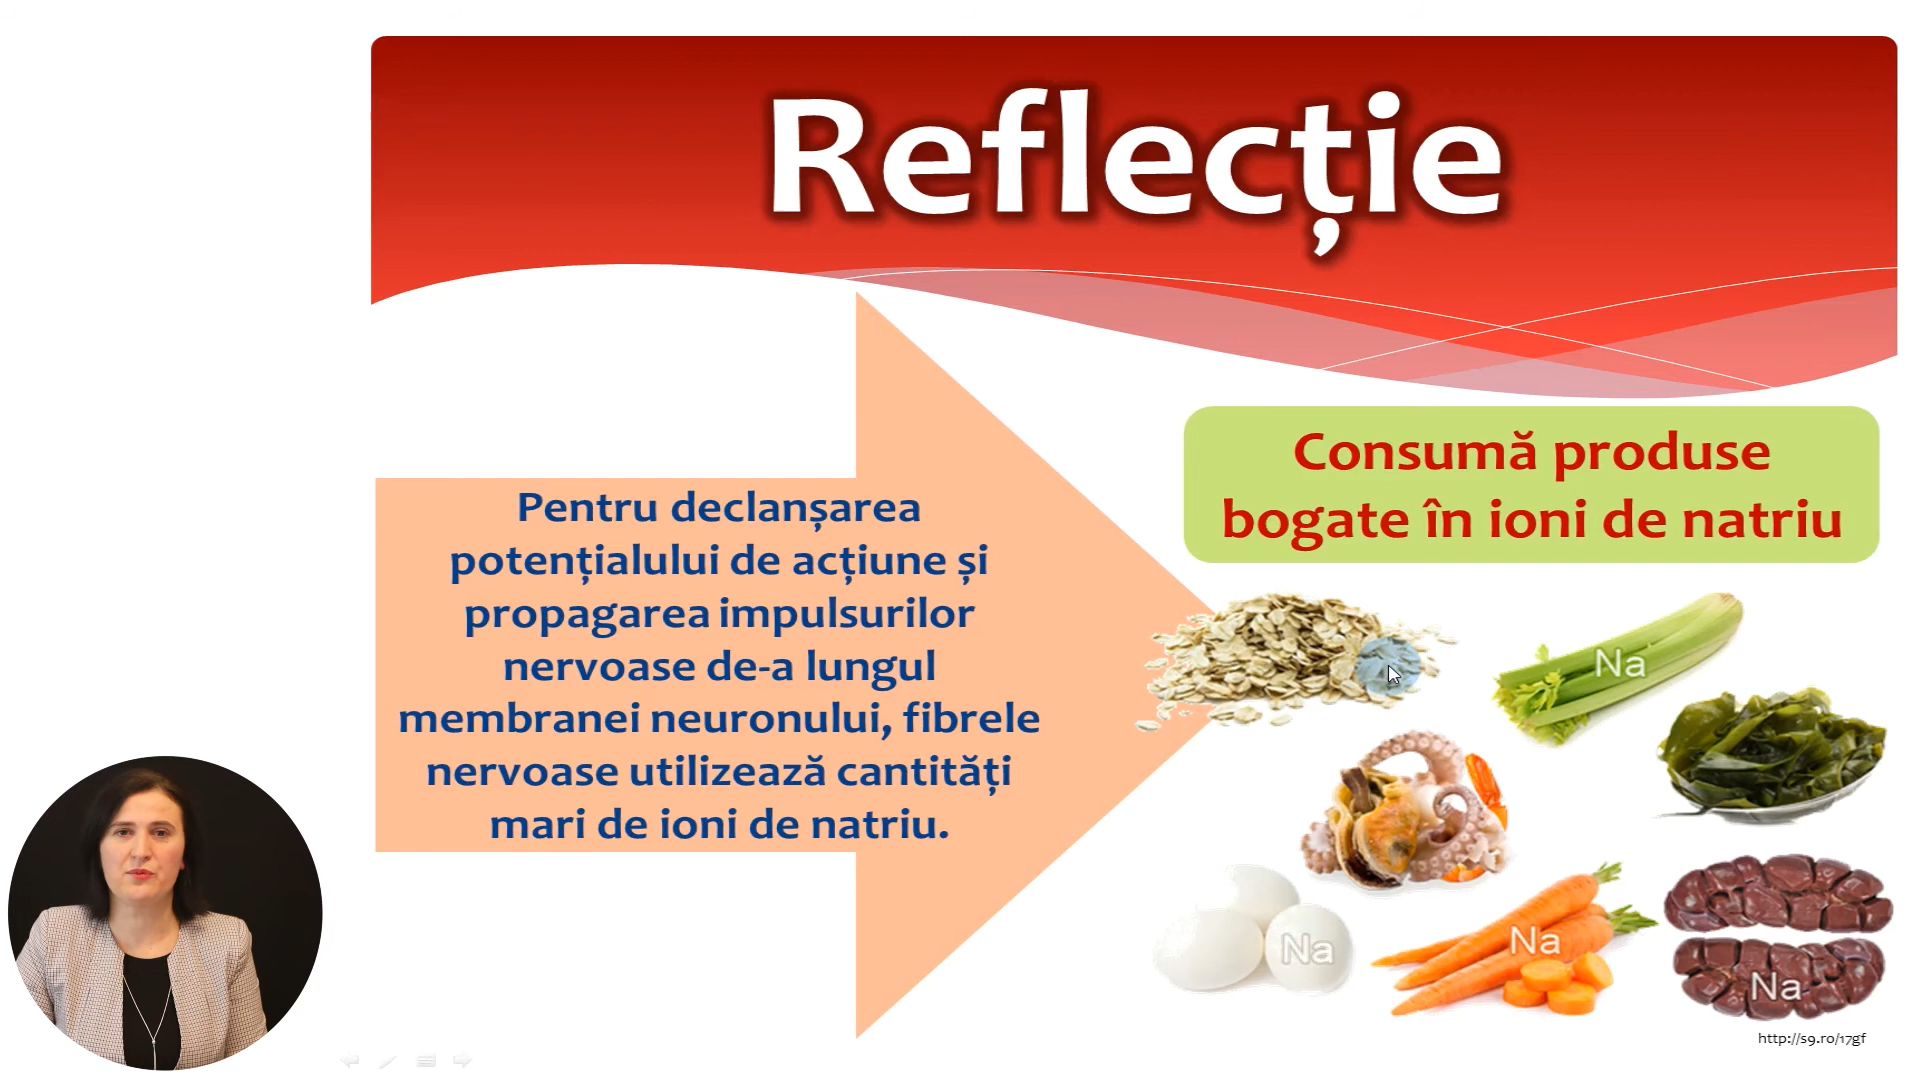 Reflecție
Pentru declanșarea
potențialului de acțiune și
propagarea impulsurilor
nervoase de-a lungul
membranei neuronului, fibrele
nervoase utilizează cantități
mari de ioni de natriu.
Consumă produse
bogate în ioni de natriu
Na
Na
Na
Na
http://s9.ro/17gf